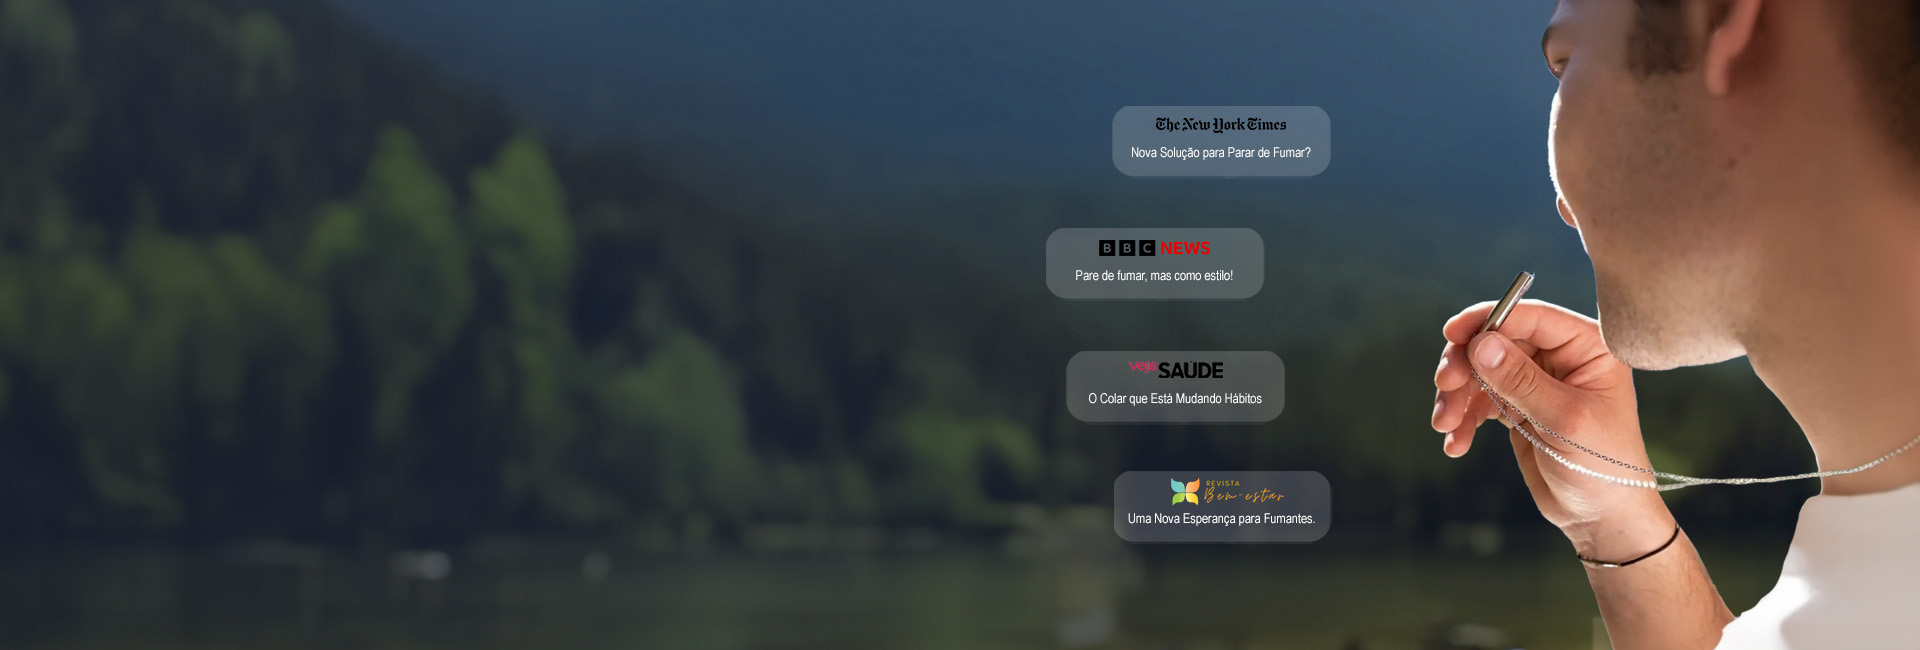 The New York Times
Nova Solução para Parar de Fumar?
BBC NEWS
Pare de fumar, mas como estilo!
veja SAÚDE
O Colar que Está Mudando Hábitos
REVISTA
Bem-estar
Uma Nova Esperança para Fumantes.